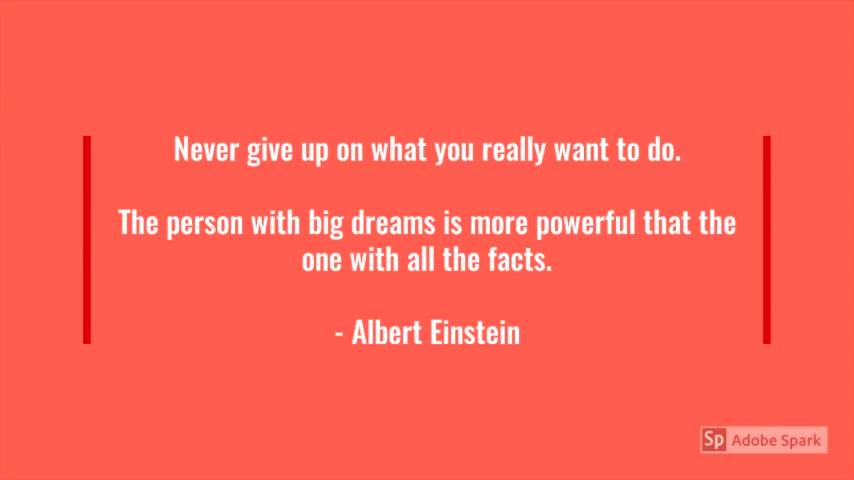 Never give up on what you really want to do.
The person with big dreams is more powerful that the
one with all the facts.
- Albert Einstein
Sp Adobe Spark